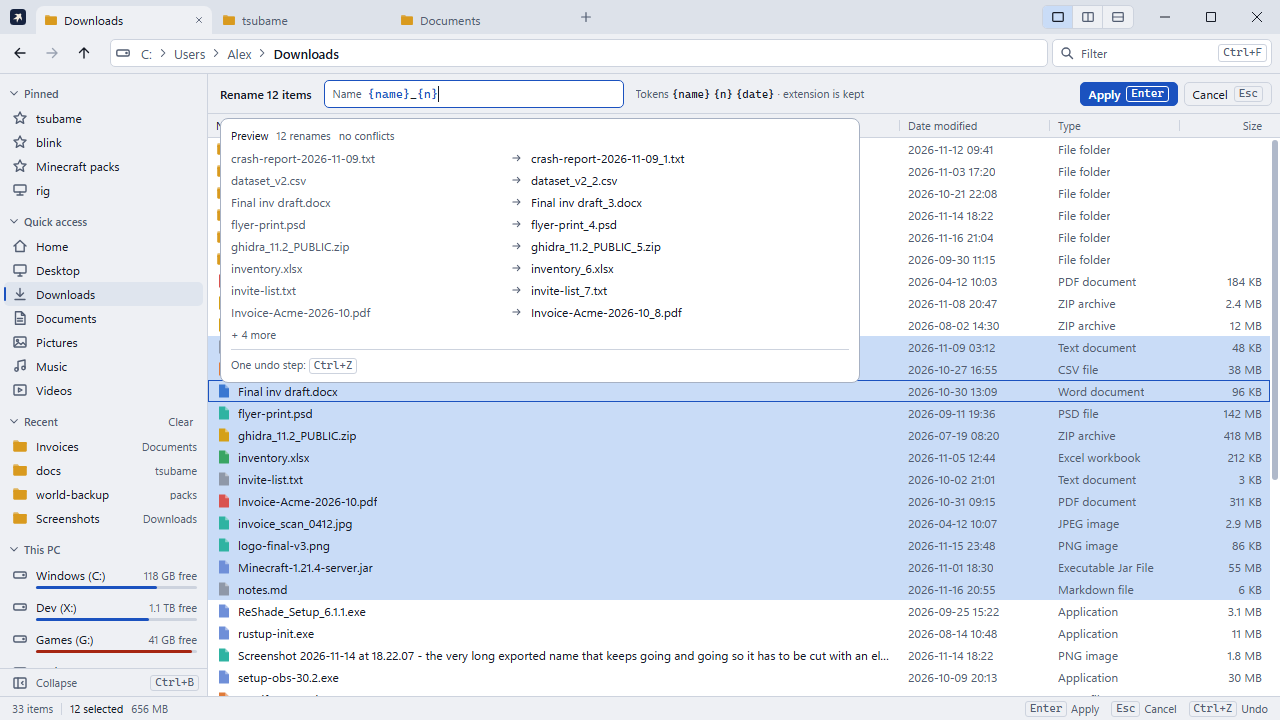 Downloads
tsubame
Documents
C: Users Alex Downloads
Filter Ctrl+F
Pinned
tsubame
blink
Minecraft packs
rig
Quick access
Home
Desktop
Downloads
Documents
Pictures
Music
Videos
Recent Clear
Invoices Documents
docs tsubame
world-backup packs
Screenshots Downloads
This PC
Windows (C:) 118 GB free
Dev (X:) 1.1 TB free
Games (G:) 41 GB free
Collapse Ctrl+B
Rename 12 items Name {name}_{n} Tokens {name} {n} {date} · extension is kept Apply Enter Cancel Esc
Date modified Type Size
Preview 12 renames no conflicts
crash-report-2026-11-09.txt → crash-report-2026-11-09_1.txt
dataset_v2.csv → dataset_v2_2.csv
Final inv draft.docx → Final inv draft_3.docx
flyer-print.psd → flyer-print_4.psd
ghidra_11.2_PUBLIC.zip → ghidra_11.2_PUBLIC_5.zip
inventory.xlsx → inventory_6.xlsx
invite-list.txt → invite-list_7.txt
Invoice-Acme-2026-10.pdf → Invoice-Acme-2026-10_8.pdf
+ 4 more
One undo step: Ctrl+Z
2026-11-12 09:41 File folder
2026-11-03 17:20 File folder
2026-10-21 22:08 File folder
2026-11-14 18:22 File folder
2026-11-16 21:04 File folder
2026-09-30 11:15 File folder
2026-04-12 10:03 PDF document 184 KB
2026-11-08 20:47 ZIP archive 2.4 MB
2026-08-02 14:30 ZIP archive 12 MB
2026-11-09 03:12 Text document 48 KB
2026-10-27 16:55 CSV file 38 MB
Final inv draft.docx 2026-10-30 13:09 Word document 96 KB
flyer-print.psd 2026-09-11 19:36 PSD file 142 MB
ghidra_11.2_PUBLIC.zip 2026-07-19 08:20 ZIP archive 418 MB
inventory.xlsx 2026-11-05 12:44 Excel workbook 212 KB
invite-list.txt 2026-10-02 21:01 Text document 3 KB
Invoice-Acme-2026-10.pdf 2026-10-31 09:15 PDF document 311 KB
invoice_scan_0412.jpg 2026-04-12 10:07 JPEG image 2.9 MB
logo-final-v3.png 2026-11-15 23:48 PNG image 86 KB
Minecraft-1.21.4-server.jar 2026-11-01 18:30 Executable Jar File 55 MB
notes.md 2026-11-16 20:55 Markdown file 6 KB
ReShade_Setup_6.1.1.exe 2026-09-25 15:22 Application 3.1 MB
rustup-init.exe 2026-08-14 10:48 Application 11 MB
Screenshot 2026-11-14 at 18.22.07 - the very long exported name that keeps going and going so it has to be cut with an el... 2026-11-14 18:22 PNG image 1.8 MB
setup-obs-30.2.exe 2026-10-09 20:13 Application 30 MB
33 items 12 selected 656 MB Enter Apply Esc Cancel Ctrl+Z Undo